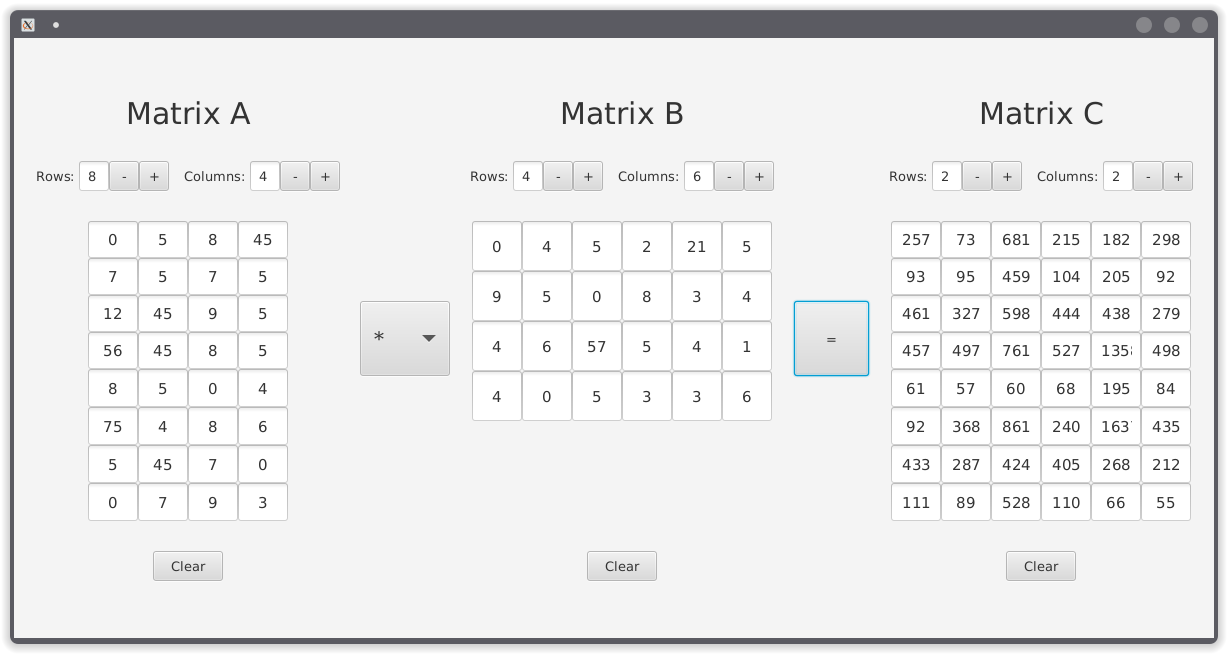 Matrix A
Rows: 8 - + Columns: 4 - +
0 5 8 45
7 5 7 5
12 45 9 5
56 45 8 5
8 5 0 4
75 4 8 6
5 45 7 0
0 7 9 3
Clear
*
Matrix B
Rows: 4 - + Columns: 6 - +
0 4 5 2 21 5
9 5 0 8 3 4
4 6 57 5 4 1
4 0 5 3 3 6
Clear
=
Matrix C
Rows: 2 - + Columns: 2 - +
257 73 681 215 182 298
93 95 459 104 205 92
461 327 598 444 438 279
457 497 761 527 1358 498
61 57 60 68 195 84
92 368 861 240 1637 435
433 287 424 405 268 212
111 89 528 110 66 55
Clear